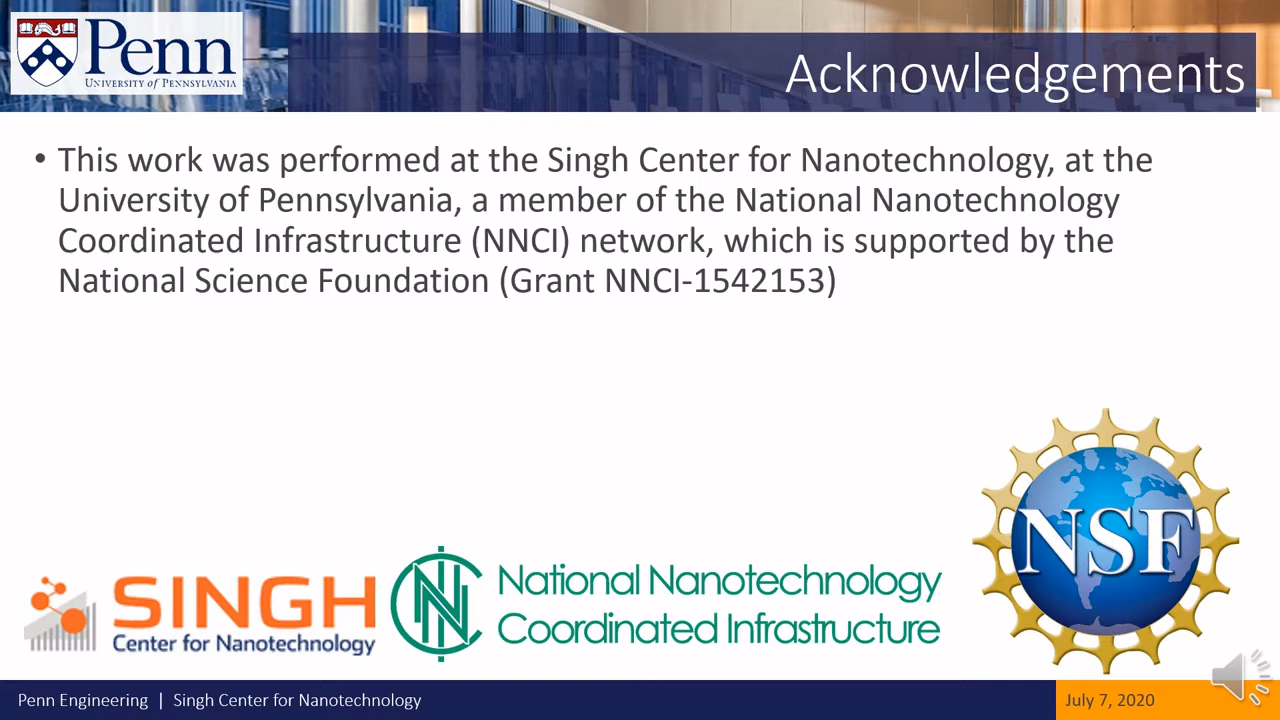 Penn
UNIVERSITY of PENNSYLVANIA
Acknowledgements
• This work was performed at the Singh Center for Nanotechnology, at the
University of Pennsylvania, a member of the National Nanotechnology
Coordinated Infrastructure (NNCI) network, which is supported by the
National Science Foundation (Grant NNCI-1542153)
NSF
SINGH
Center for Nanotechnology
National Nanotechnology
Coordinated Infrastructure
Penn Engineering | Singh Center for Nanotechnology
July 7, 2020